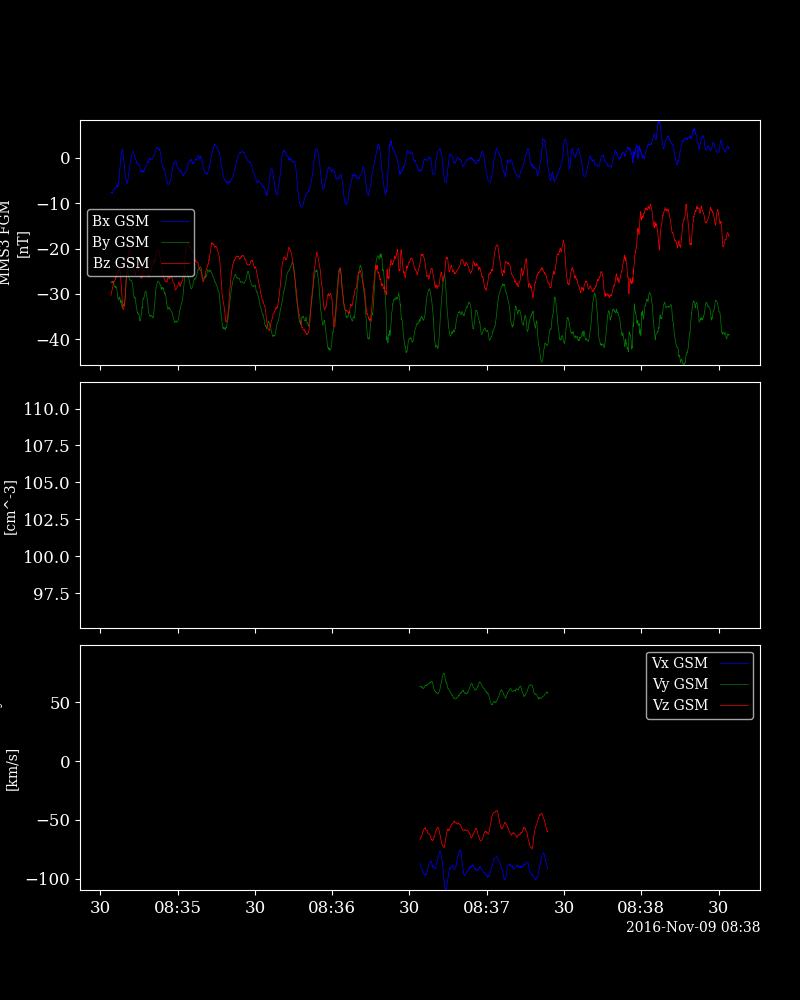 0
−10
−20
−30
−40
MMS3 FGM
[nT]
Bx GSM
By GSM
Bz GSM
110.0
107.5
105.0
102.5
100.0
97.5
[cm^-3]
50
0
−50
−100
[km/s]
Vx GSM
Vy GSM
Vz GSM
30 08:35 30 08:36 30 08:37 30 08:38 30
2016-Nov-09 08:38